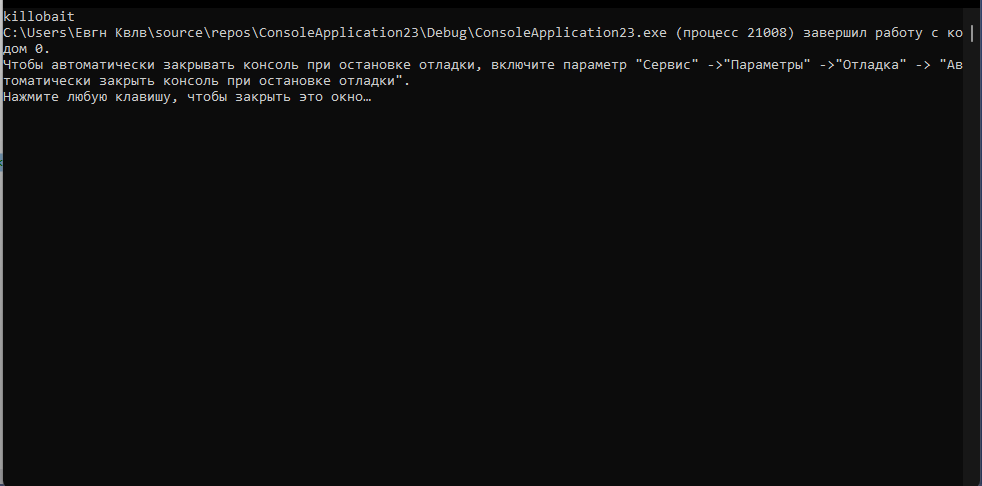 killobait
C:\Users\Евгн Квлв\source\repos\ConsoleApplication23\Debug\ConsoleApplication23.exe (процесс 21008) завершил работу с ко
дом 0.
Чтобы автоматически закрывать консоль при остановке отладки, включите параметр "Сервис" ->"Параметры" ->"Отладка" -> "Ав
томатически закрыть консоль при остановке отладки".
Нажмите любую клавишу, чтобы закрыть это окно…